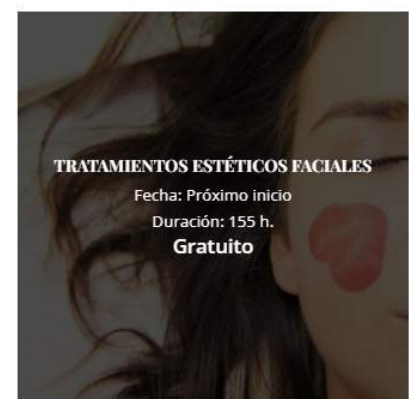 TRATAMIENTOS ESTÉTICOS FACIALES
Fecha: Próximo inicio
Duración: 155 h.
Gratuito